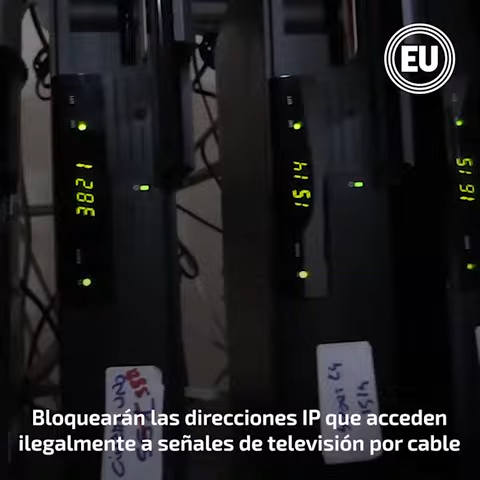 EU
3821
1514
1615
Bloquearán las direcciones IP que acceden
ilegalmente a señales de televisión por cable